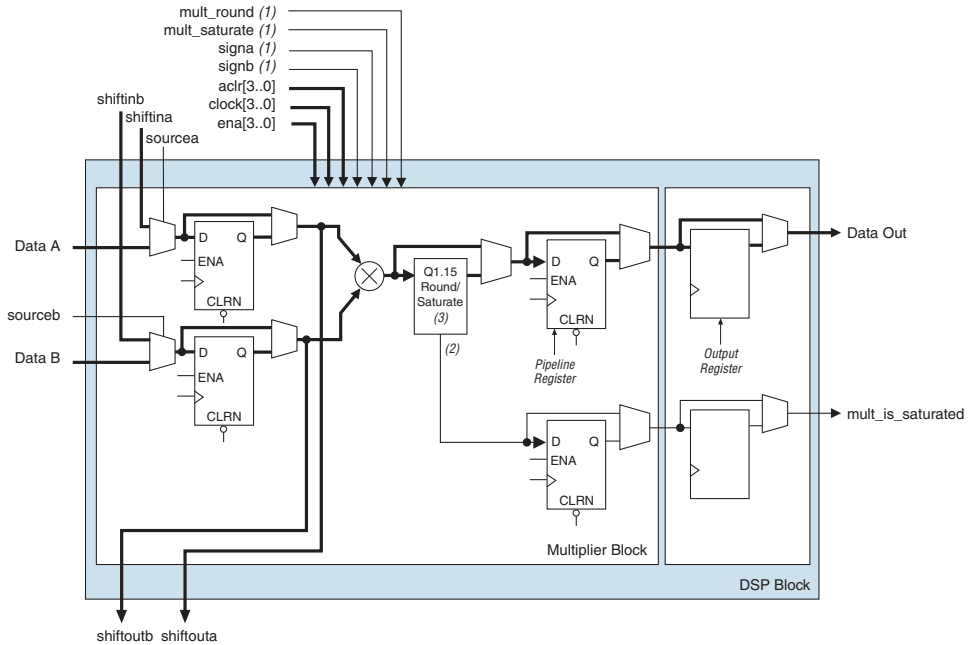 mult_round (1)
mult_saturate (1)
signa (1)
signb (1)
aclr[3..0]
clock[3..0]
ena[3..0]
shiftinb
shiftina
sourcea
Data A
D Q
ENA
CLRN
sourceb
Data B
D Q
ENA
CLRN
Q1.15
Round/
Saturate
(3)
(2)
D
Q
ENA
CLRN
Pipeline
Register
Output
Register
Data Out
D Q
ENA
CLRN
mult_is_saturated
Multiplier Block
DSP Block
shiftoutb shiftouta